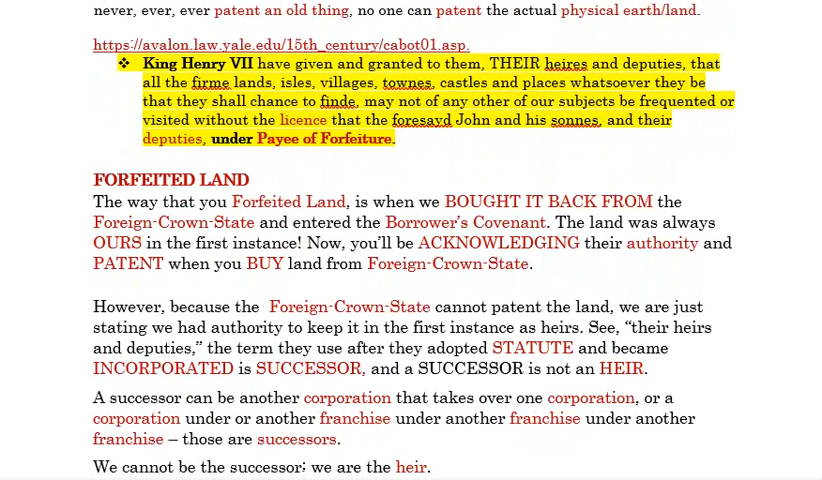 never, ever, ever patent an old thing, no one can patent the actual physical earth/land.
https://avalon.law.yale.edu/15th_century/cabot01.asp.
❖ King Henry VII have given and granted to them, THEIR heires and deputies, that
all the firme lands, isles, villages, townes, castles and places whatsoever they be
that they shall chance to finde, may not of any other of our subjects be frequented or
visited without the licence that the foresayd John and his sonnes, and their
deputies, under Payee of Forfeiture.
FORFEITED LAND
The way that you Forfeited Land, is when we BOUGHT IT BACK FROM the
Foreign-Crown-State and entered the Borrower's Covenant. The land was always
OURS in the first instance! Now, you'll be ACKNOWLEDGING their authority and
PATENT when you BUY land from Foreign-Crown-State.
However, because the Foreign-Crown-State cannot patent the land, we are just
stating we had authority to keep it in the first instance as heirs. See, "their heirs
and deputies," the term they use after they adopted STATUTE and became
INCORPORATED is SUCCESSOR, and a SUCCESSOR is not an HEIR.
A successor can be another corporation that takes over one corporation, or a
corporation under or another franchise under another franchise under another
franchise – those are successors.
We cannot be the successor; we are the heir.